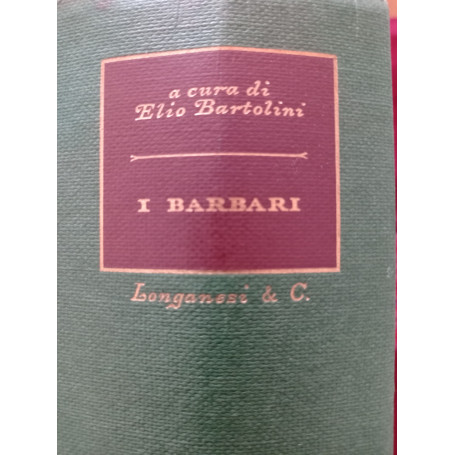 a cura di
Elio Bartolini
I BARBARI
Longanesi & C.